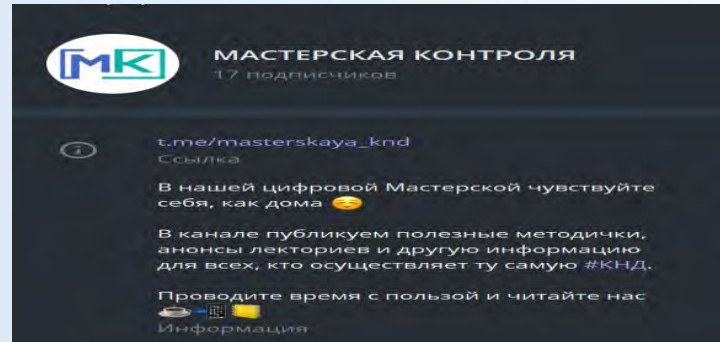 МК
МАСТЕРСКАЯ КОНТРОЛЯ
17 подписчиков
t.me/masterskaya_knd
Ссылка
В нашей цифровой Мастерской чувствуйте
себя, как дома ☺️
В канале публикуем полезные методички,
анонсы лекториев и другую информацию
для всех, кто осуществляет ту самую #КНД.
Проводите время с пользой и читайте нас
Информация